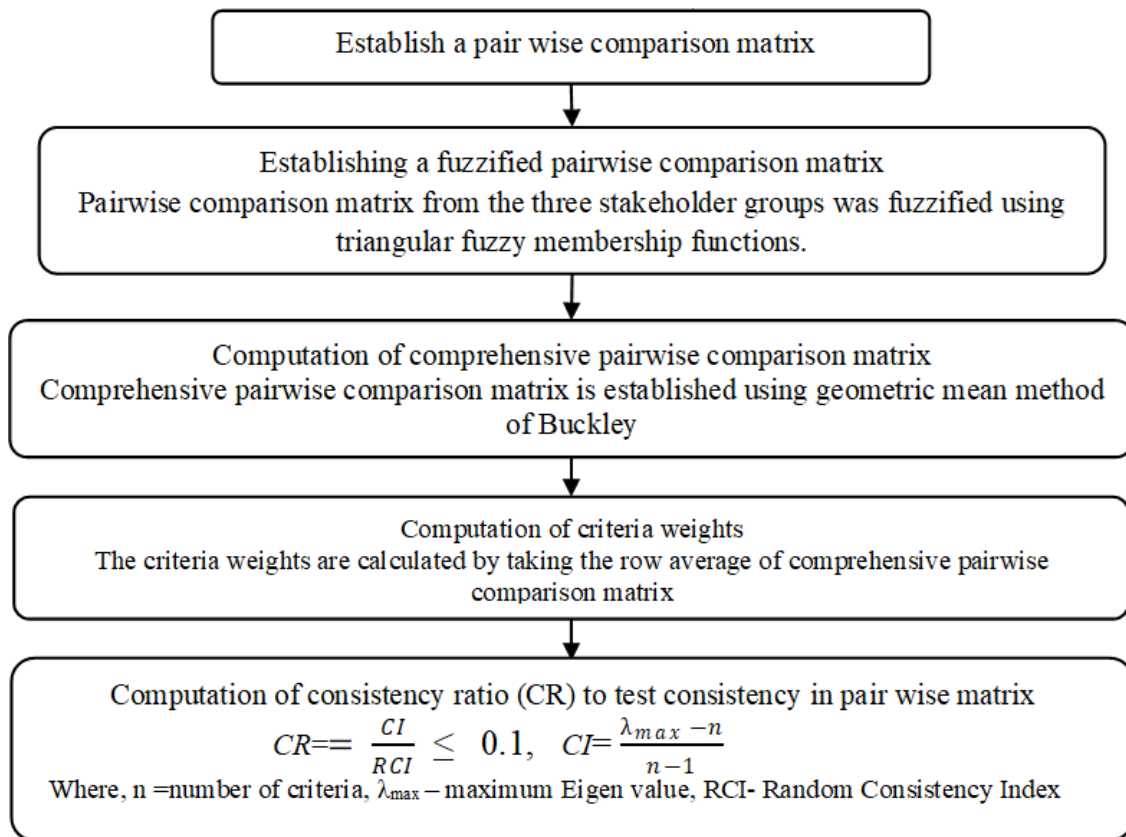 Establish a pair wise comparison matrix
Establishing a fuzzified pairwise comparison matrix
Pairwise comparison matrix from the three stakeholder groups was fuzzified using
triangular fuzzy membership functions.
Computation of comprehensive pairwise comparison matrix
Comprehensive pairwise comparison matrix is established using geometric mean method
of Buckley
Computation of criteria weights
The criteria weights are calculated by taking the row average of comprehensive pairwise
comparison matrix
Computation of consistency ratio (CR) to test consistency in pair wise matrix
CR== CI/RCI ≤ 0.1, CI= λmax −n/n−1
Where, n =number of criteria, λmax – maximum Eigen value, RCI- Random Consistency Index